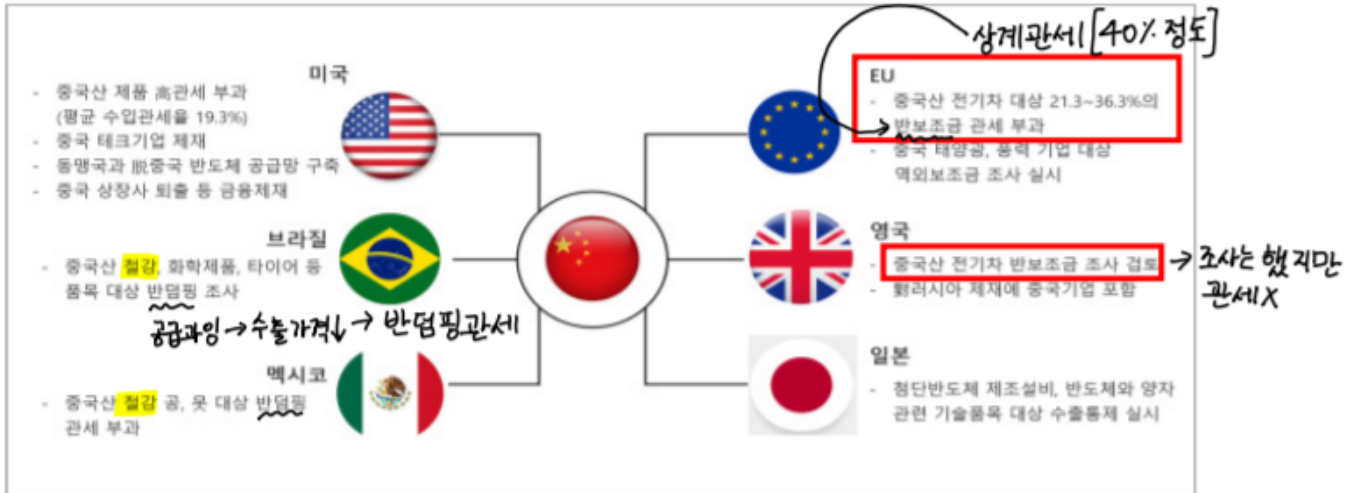 상계관세 [40% 정도]
미국
- 중국산 제품 高관세 부과
(평균 수입관세율 19.3%)
- 중국 테크기업 제재
- 동맹국과 脫중국 반도체 공급망 구축
- 중국 상장사 퇴출 등 금융제재
브라질
- 중국산 절강, 화학제품, 타이어 등
품목 대상 반덤핑 조사
공급과잉 → 수출가격↓ → 반덤핑관세
멕시코
- 중국산 절강 공, 못 대상 반덤핑
관세 부과
EU
- 중국산 전기차 대상 21.3~36.3%의
반보조금 관세 부과
- 중국 태양광, 풍력 기업 대상
역외보조금 조사 실시
영국
- 중국산 전기차 반보조금 조사 검토
- 對러시아 제재에 중국기업 포함
→ 조사는 했지만
관세X
일본
- 첨단반도체 제조설비, 반도체와 양자
관련 기술품목 대상 수출통제 실시